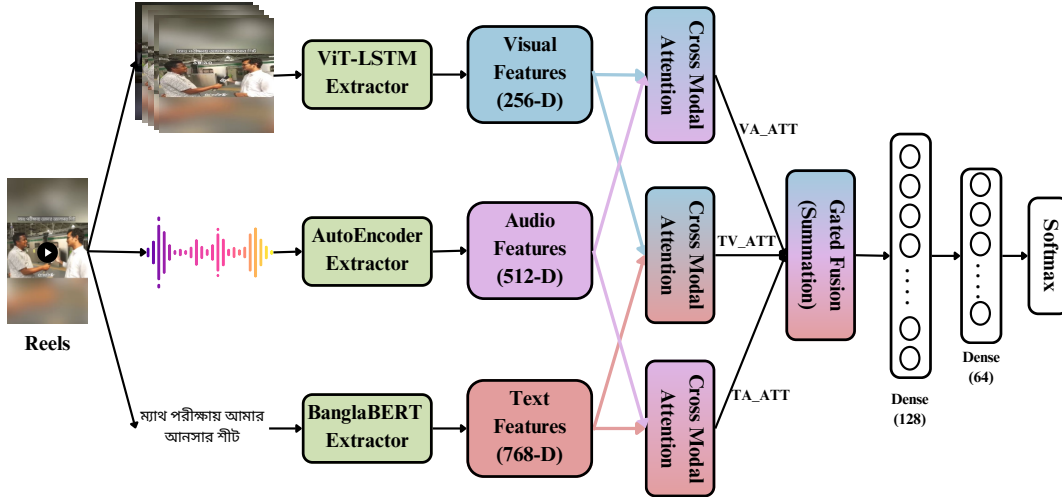 ViT-LSTM
Extractor
Visual
Features
(256-D)
Cross Modal
Attention
VA_ATT
Reels
AutoEncoder
Extractor
Audio
Features
(512-D)
Cross Modal
Attention
TV_ATT
Gated Fusion
(Summation)
Dense
(128)
Dense
(64)
Softmax
ম্যাথ পরীক্ষায় আমার
আনসার শীট
BanglaBERT
Extractor
Text
Features
(768-D)
Cross Modal
Attention
TA_ATT